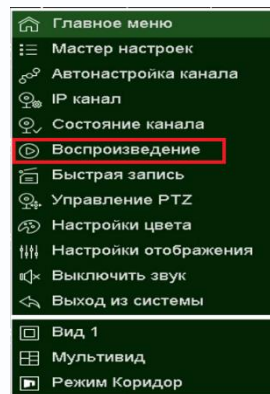 Главное меню
Мастер настроек
Автонастройка канала
IP канал
Состояние канала
Воспроизведение
Быстрая запись
Управление PTZ
Настройки цвета
Настройки отображения
Выключить звук
Выход из системы
Вид 1
Мультивид
Режим Коридор